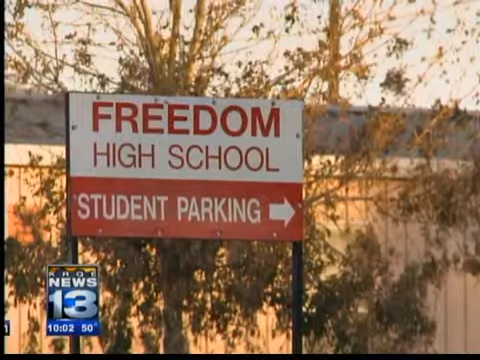 FREEDOM
HIGH SCHOOL
STUDENT PARKING
KRQE
NEWS
13
10:02 50°